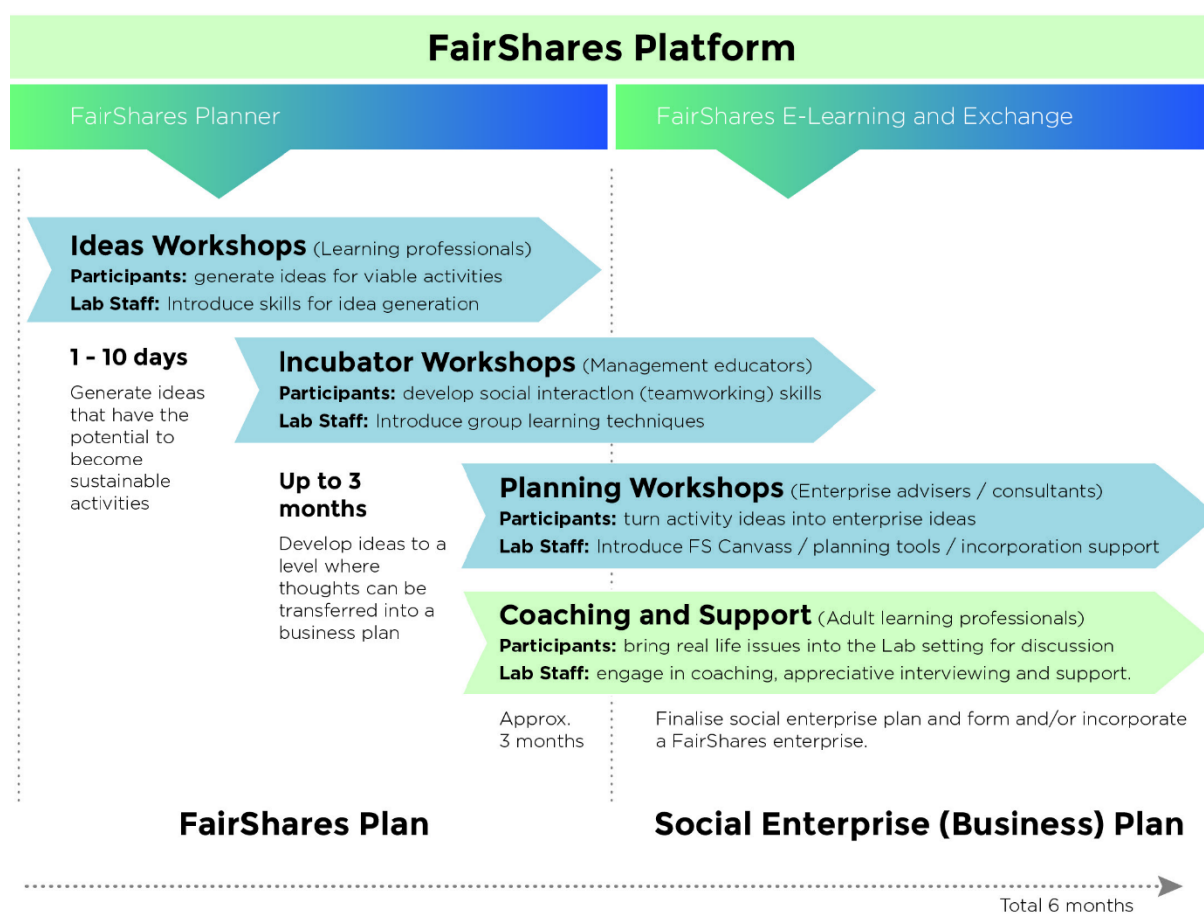 FairShares Platform
FairShares Planner
FairShares E-Learning and Exchange
Ideas Workshops (Learning professionals)
Participants: generate ideas for viable activities
Lab Staff: Introduce skills for idea generation
1 - 10 days
Generate ideas
that have the
potential to
become
sustainable
activities
Incubator Workshops (Management educators)
Participants: develop social interaction (teamworking) skills
Lab Staff: Introduce group learning techniques
Up to 3
months
Develop ideas to a
level where
thoughts can be
transferred into a
business plan
Planning Workshops (Enterprise advisers / consultants)
Participants: turn activity ideas into enterprise ideas
Lab Staff: Introduce FS Canvass / planning tools / incorporation support
Coaching and Support (Adult learning professionals)
Participants: bring real life issues into the Lab setting for discussion
Lab Staff: engage in coaching, appreciative interviewing and support.
Approx.
3 months
Finalise social enterprise plan and form and/or incorporate
a FairShares enterprise.
FairShares Plan
Social Enterprise (Business) Plan
Total 6 months